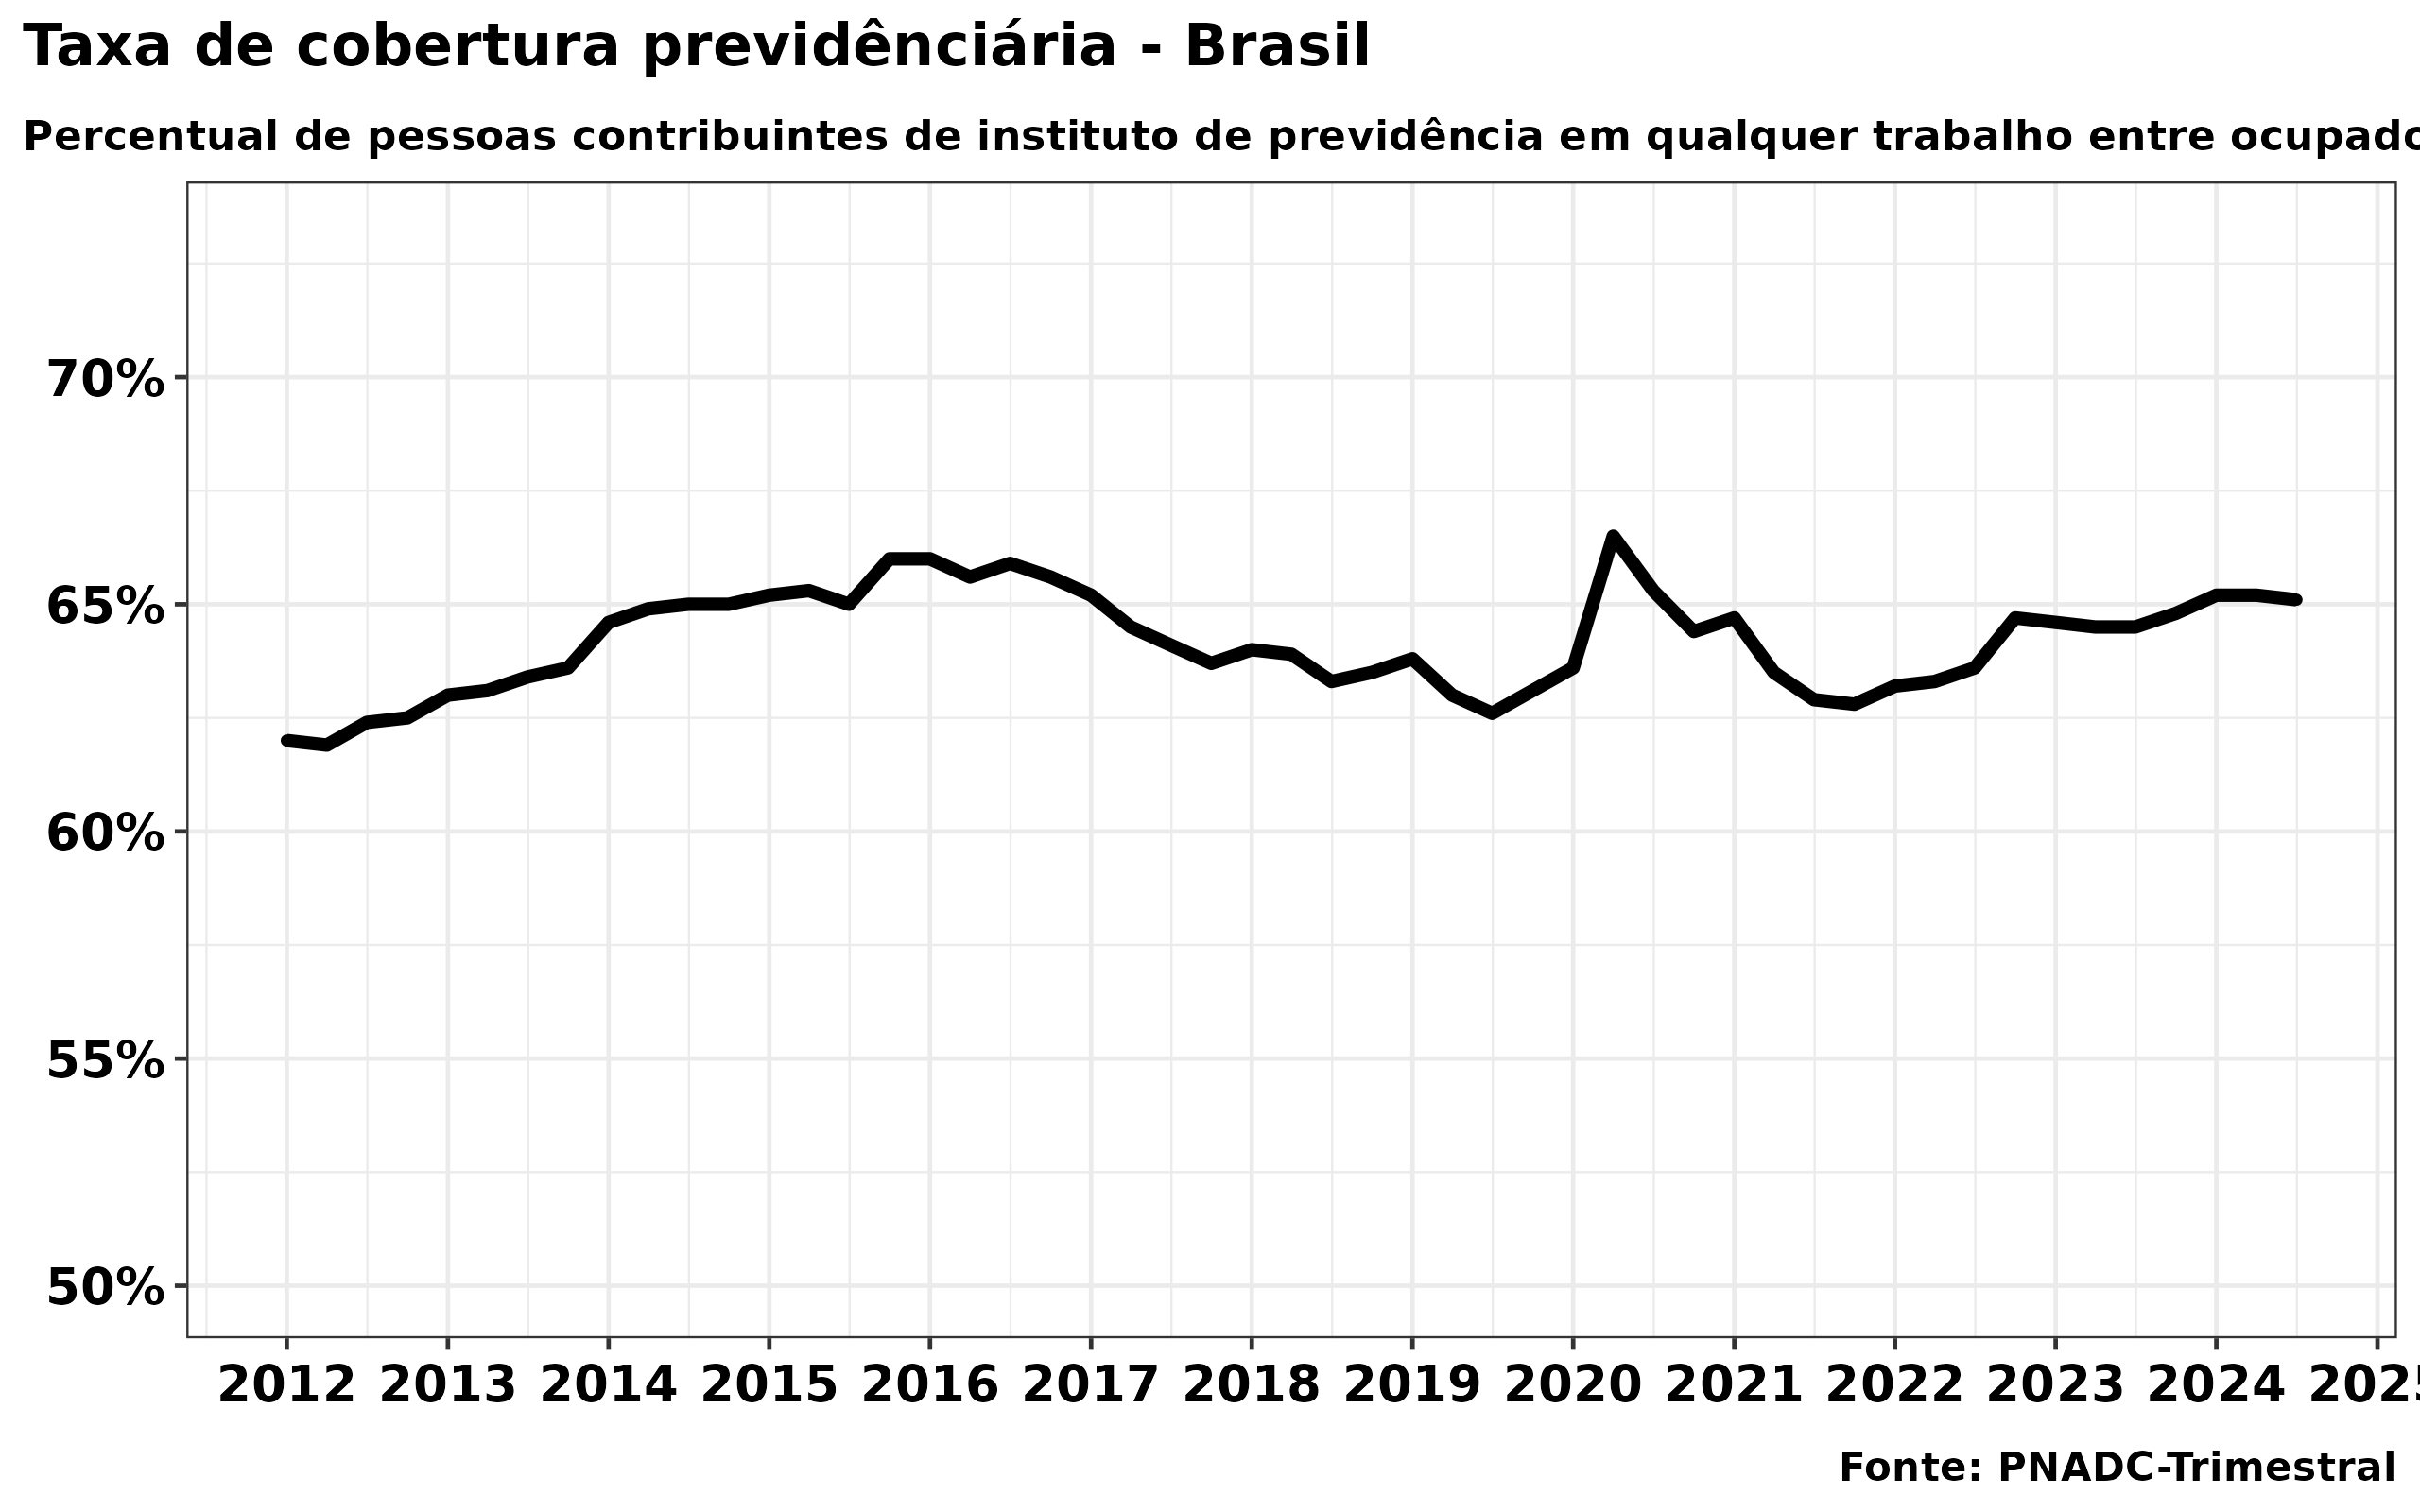 Taxa de cobertura previdênciária - Brasil
Percentual de pessoas contribuintes de instituto de previdência em qualquer trabalho entre
70%
65%
60%
55%
50%
2012 2013 2014 2015 2016 2017 2018 2019 2020 2021 2022 2023 2024
Fonte: PNADC-Trimestral